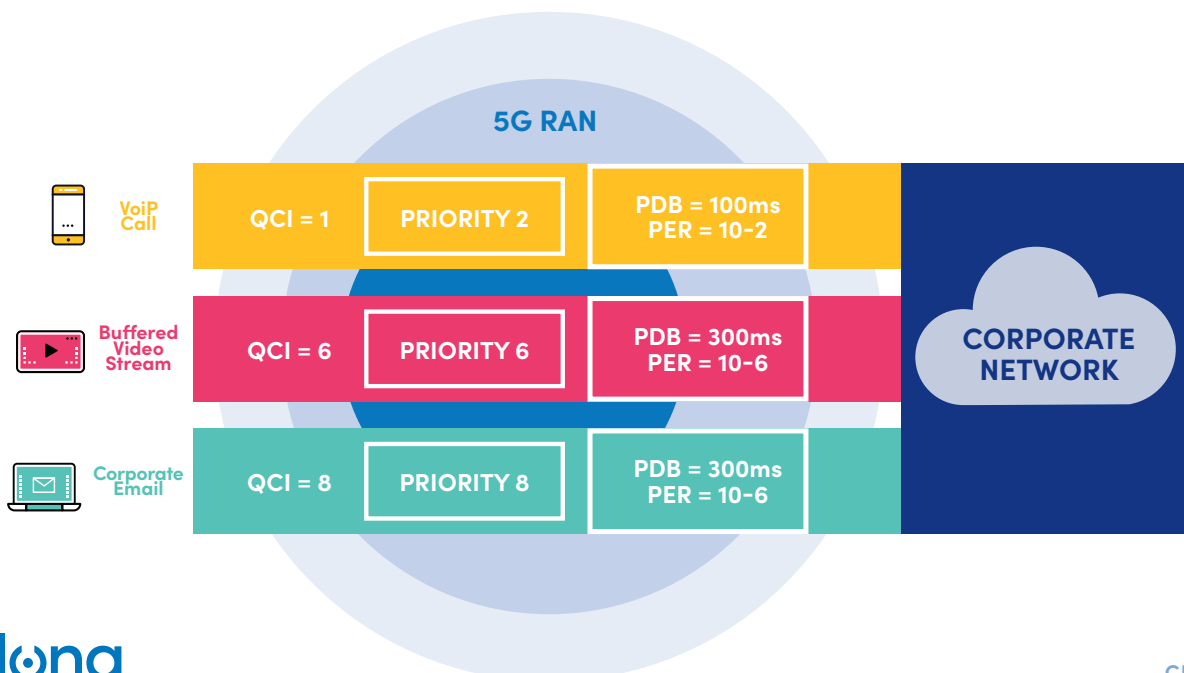 5G RAN
VoiP
Call
QCI = 1
PRIORITY 2
PDB = 100ms
PER = 10-2
Buffered
Video
Stream
QCI = 6
PRIORITY 6
PDB = 300ms
PER = 10-6
CORPORATE
NETWORK
Corporate
Email
QCI = 8
PRIORITY 8
PDB = 300ms
PER = 10-6